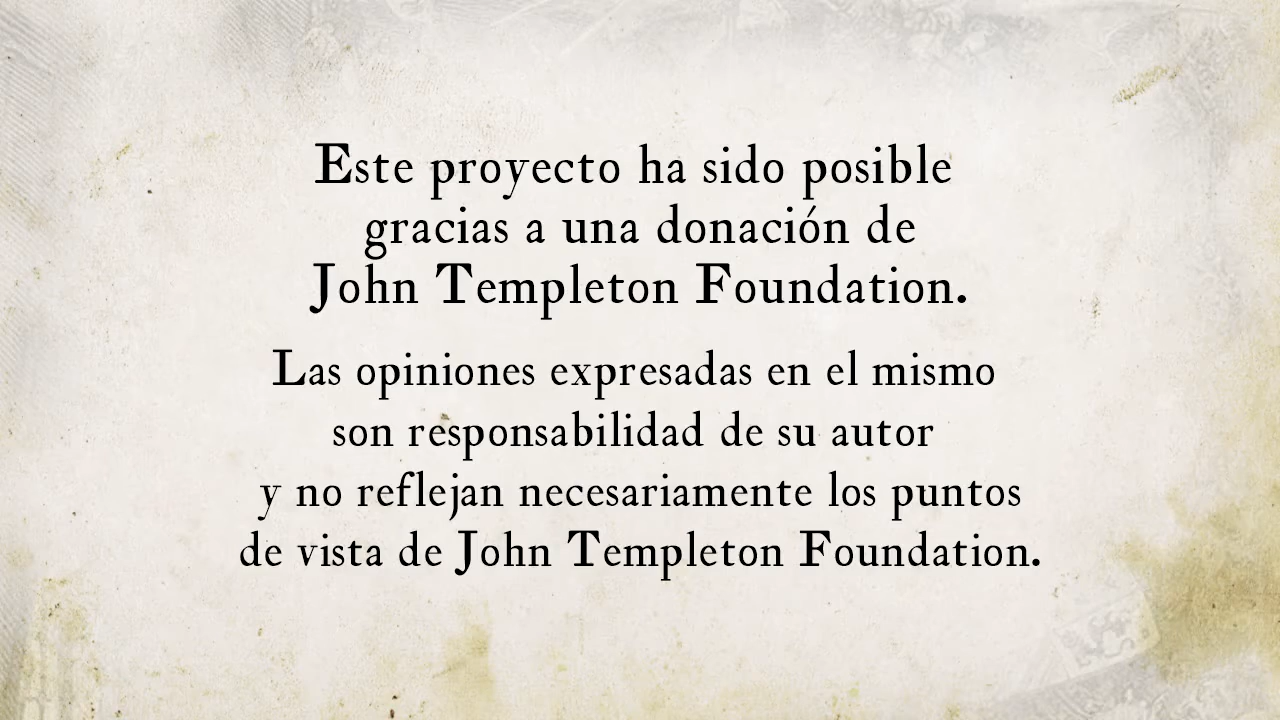 Este proyecto ha sido posible
gracias a una donación de
John Templeton Foundation.
Las opiniones expresadas en el mismo
son responsabilidad de su autor
y no reflejan necesariamente los puntos
de vista de John Templeton Foundation.